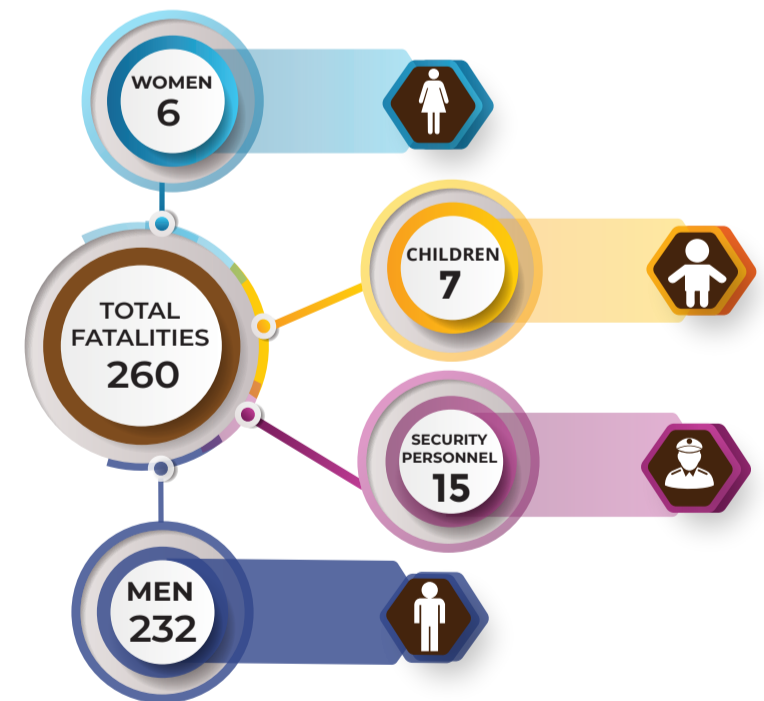 WOMEN
6
CHILDREN
7
TOTAL
FATALITIES
260
SECURITY
PERSONNEL
15
MEN
232